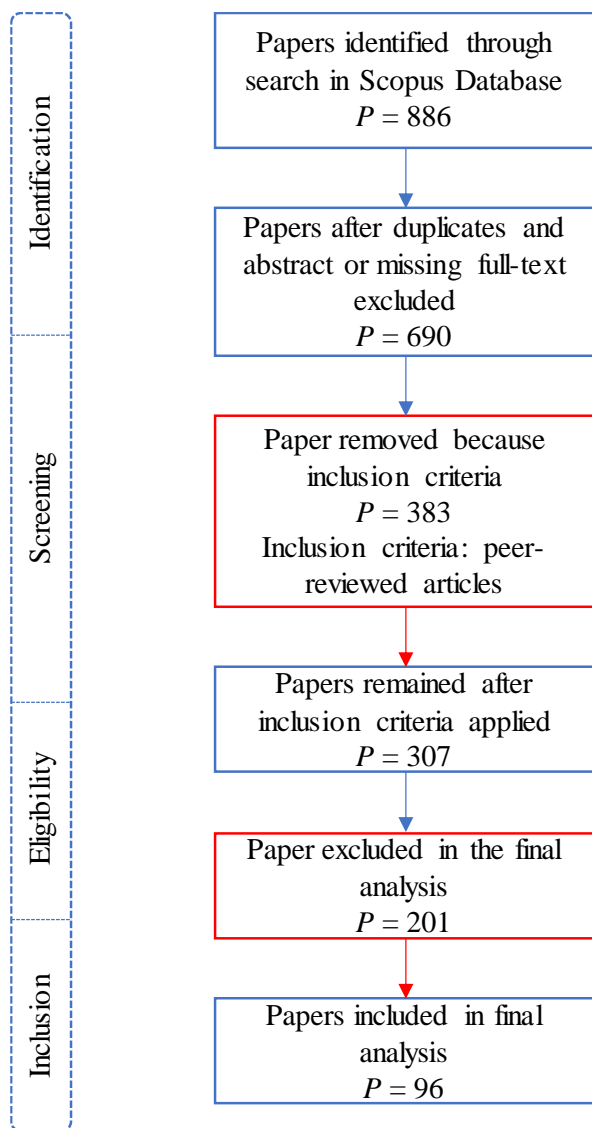 Identification
Papers identified through
search in Scopus Database
P = 886
Papers after duplicates and
abstract or missing full-text
excluded
P = 690
Screening
Paper removed because
inclusion criteria
P = 383
Inclusion criteria: peer-
reviewed articles
Papers remained after
inclusion criteria applied
P = 307
Eligibility
Paper excluded in the final
analysis
P = 201
Inclusion
Papers included in final
analysis
P = 96